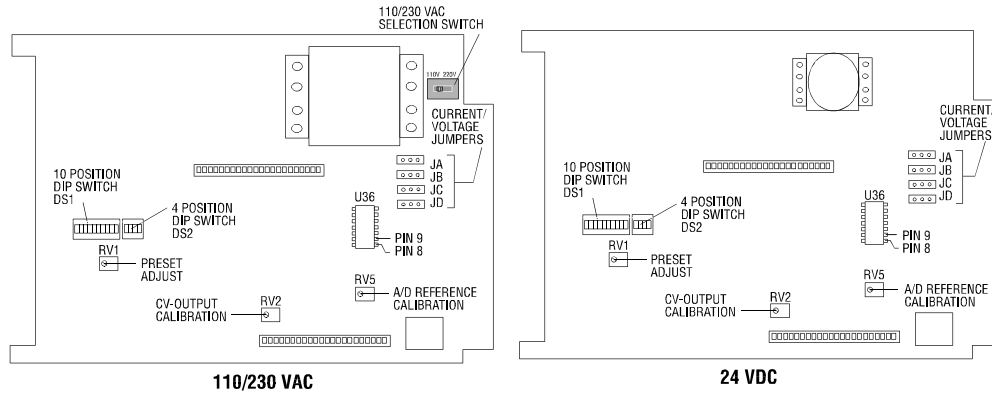 110/230 VAC
SELECTION SWITCH
110V 220V
CURRENT/
VOLTAGE
JUMPERS
JA
JB
JC
JD
10 POSITION
DIP SWITCH
DS1
4 POSITION
DIP SWITCH
DS2
U36
PIN 9
PIN 8
RV1
PRESET
ADJUST
RV5
A/D REFERENCE
CALIBRATION
CV-OUTPUT
CALIBRATION
RV2
110/230 VAC
CURRENT/
VOLTAGE
JUMPERS
JA
JB
JC
JD
10 POSITION
DIP SWITCH
DS1
4 POSITION
DIP SWITCH
DS2
U36
PIN 9
PIN 8
RV1
PRESET
ADJUST
RV5
A/D REFERENCE
CALIBRATION
CV-OUTPUT
CALIBRATION
RV2
24 VDC